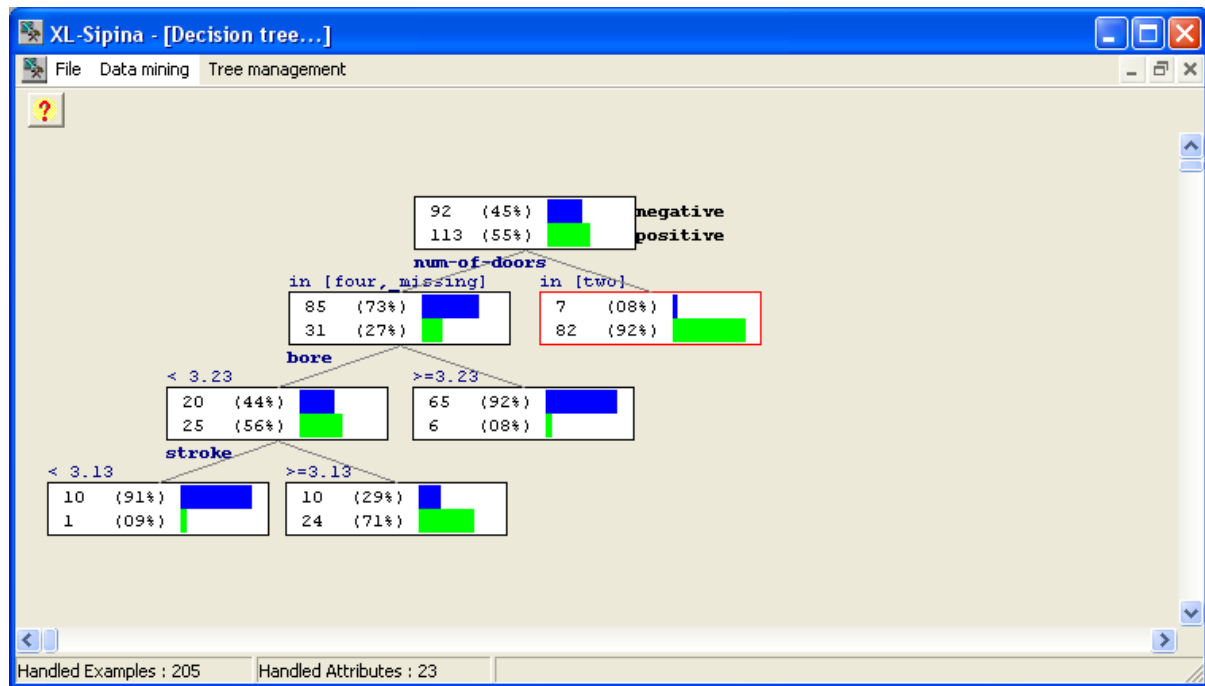 XL-Sipina - [Decision tree...]
File Data mining Tree management
?
92 (45%) negative
113 (55%) positive
num-of-doors
in [four,_missing] in [two]
85 (73%) 7 (08%)
31 (27%) 82 (92%)
bore
< 3.23 >=3.23
20 (44%) 65 (92%)
25 (56%) 6 (08%)
stroke
< 3.13 >=3.13
10 (91%) 10 (29%)
1 (09%) 24 (71%)
Handled Examples : 205 Handled Attributes : 23